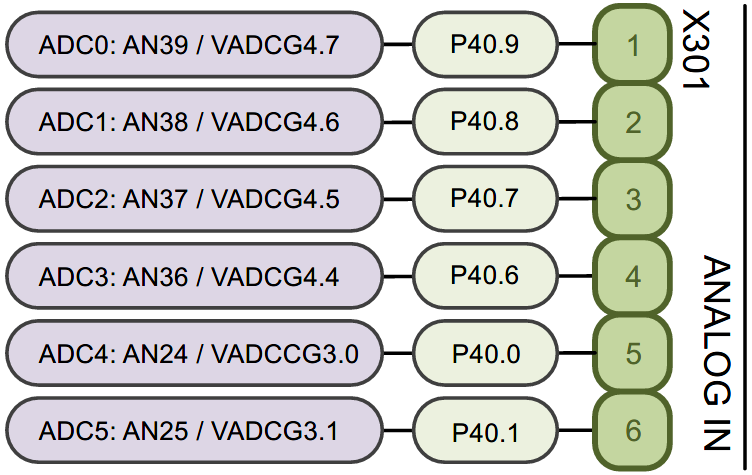 ADC0: AN39 / VADCG4.7 P40.9 1
ADC1: AN38 / VADCG4.6 P40.8 2
ADC2: AN37 / VADCG4.5 P40.7 3
ADC3: AN36 / VADCG4.4 P40.6 4
ADC4: AN24 / VADCCG3.0 P40.0 5
ADC5: AN25 / VADCG3.1 P40.1 6
X301
ANALOG IN